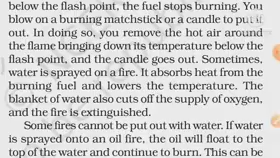 below the flash point, the fuel stops burning. You
blow on a burning matchstick or a candle to put it
out. In doing so, you remove the hot air around
the flame bringing down its temperature below the
flash point, and the candle goes out. Sometimes,
water is sprayed on a fire. It absorbs heat from the
burning fuel and lowers the temperature. The
blanket of water also cuts off the supply of oxygen,
and the fire is extinguished.
Some fires cannot be put out with water. If water
is sprayed onto an oil fire, the oil will float to the
top of the water and continue to burn. This can be